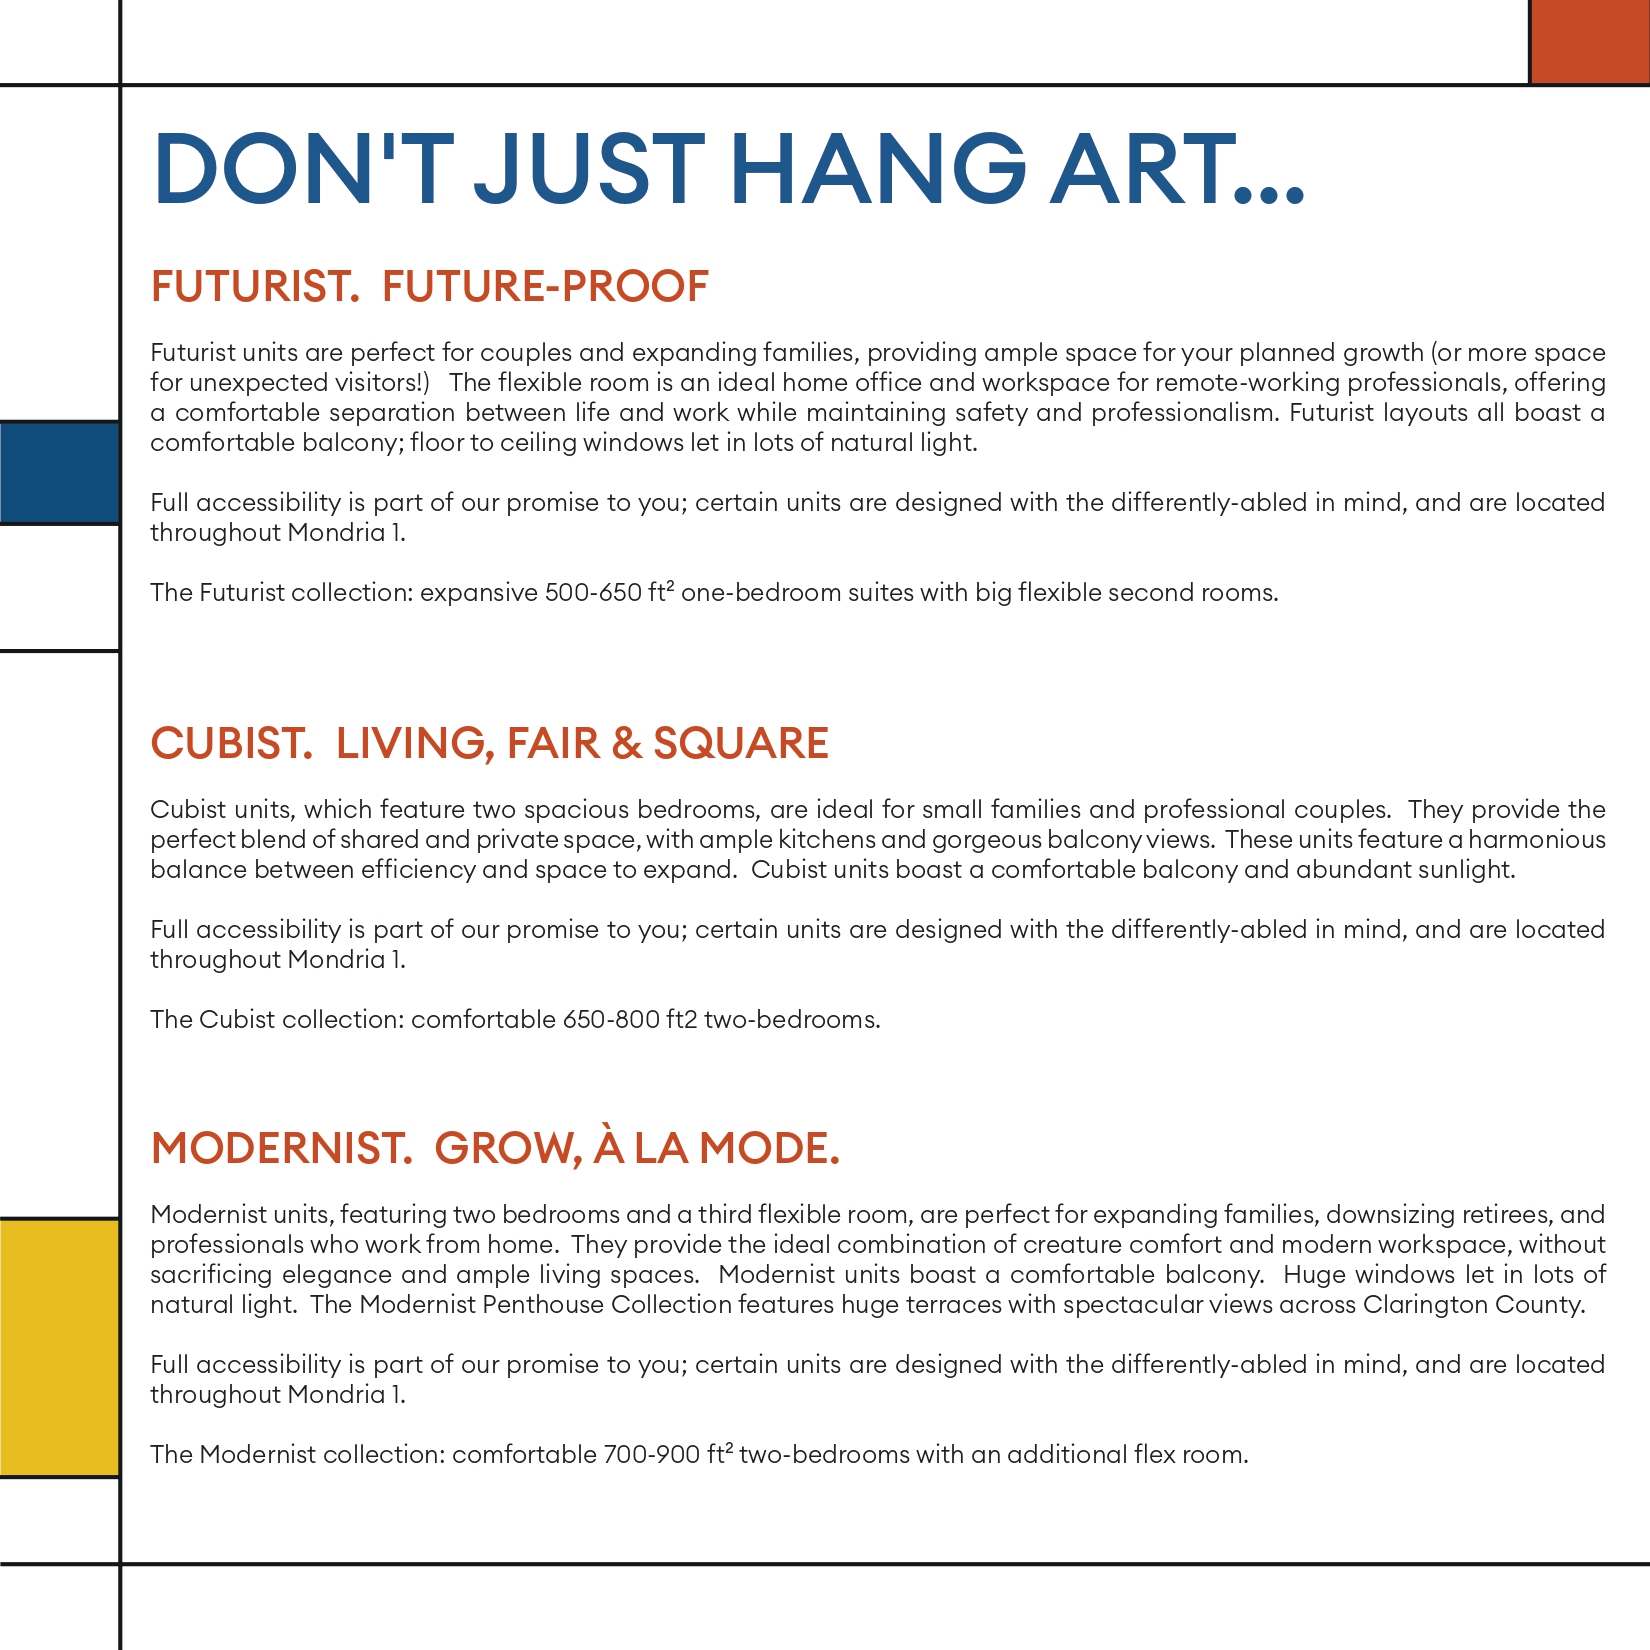 DON'T JUST HANG ART...
FUTURIST.  FUTURE-PROOF
Futurist units are perfect for couples and expanding families, providing ample space for your planned growth (or more space
for unexpected visitors!)   The flexible room is an ideal home office and workspace for remote-working professionals, offering
a comfortable separation between life and work while maintaining safety and professionalism. Futurist layouts all boast a
comfortable balcony; floor to ceiling windows let in lots of natural light.
Full accessibility is part of our promise to you; certain units are designed with the differently-abled in mind, and are located
throughout Mondria 1.
The Futurist collection: expansive 500-650 ft² one-bedroom suites with big flexible second rooms.
CUBIST.  LIVING, FAIR & SQUARE
Cubist units, which feature two spacious bedrooms, are ideal for small families and professional couples.  They provide the
perfect blend of shared and private space, with ample kitchens and gorgeous balcony views.  These units feature a harmonious
balance between efficiency and space to expand.  Cubist units boast a comfortable balcony and abundant sunlight.
Full accessibility is part of our promise to you; certain units are designed with the differently-abled in mind, and are located
throughout Mondria 1.
The Cubist collection: comfortable 650-800 ft2 two-bedrooms.
MODERNIST.  GROW, À LA MODE.
Modernist units, featuring two bedrooms and a third flexible room, are perfect for expanding families, downsizing retirees, and
professionals who work from home.  They provide the ideal combination of creature comfort and modern workspace, without
sacrificing elegance and ample living spaces.  Modernist units boast a comfortable balcony.  Huge windows let in lots of
natural light.  The Modernist Penthouse Collection features huge terraces with spectacular views across Clarington County.
Full accessibility is part of our promise to you; certain units are designed with the differently-abled in mind, and are located
throughout Mondria 1.
The Modernist collection: comfortable 700-900 ft² two-bedrooms with an additional flex room.